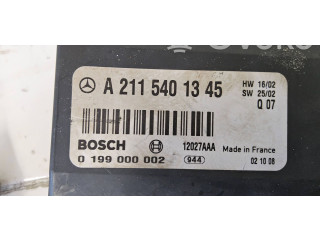 A 211 540 13 45
HW 16/02
SW 25/02
Q 07
BOSCH
12027AAA
Made in France
0 199 000 002
944
02 10 08